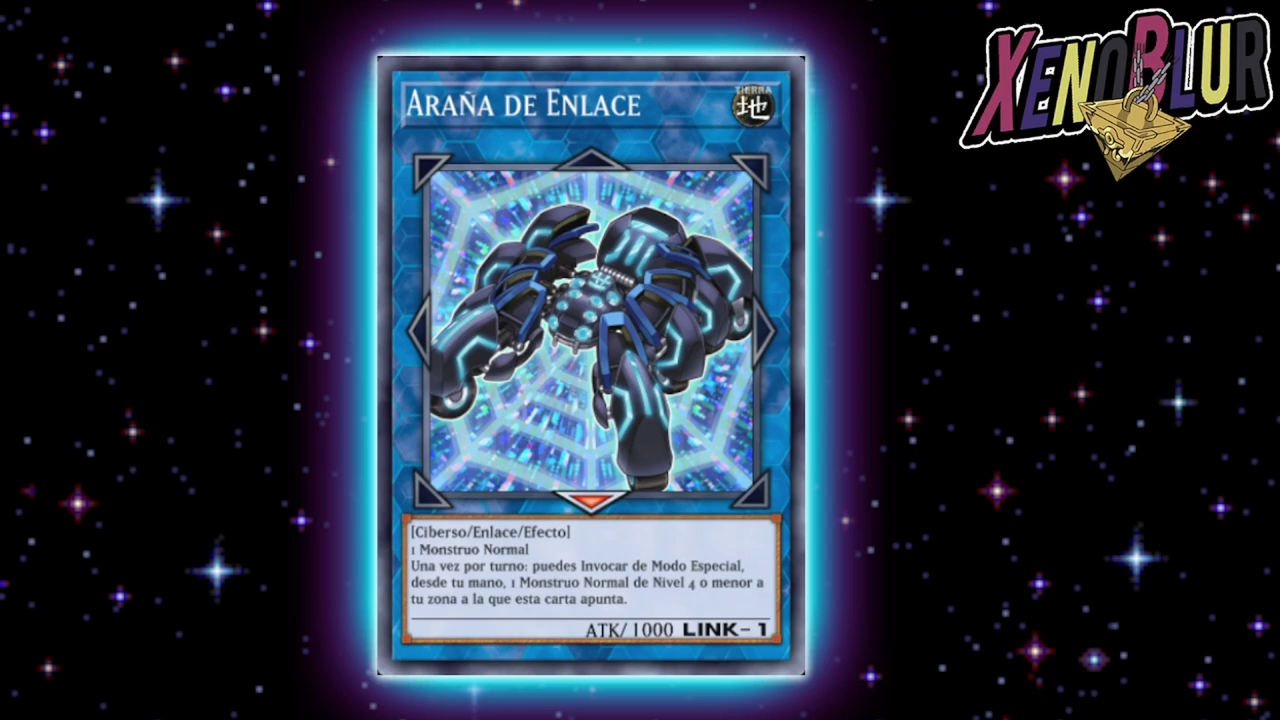 XENOBLUR
ARAÑA DE ENLACE
TIERRA
地
[Ciberso/Enlace/Efecto]
1 Monstruo Normal
Una vez por turno: puedes Invocar de Modo Especial,
desde tu mano, 1 Monstruo Normal de Nivel 4 o menor a
tu zona a la que esta carta apunta.
ATK/1000 LINK-1